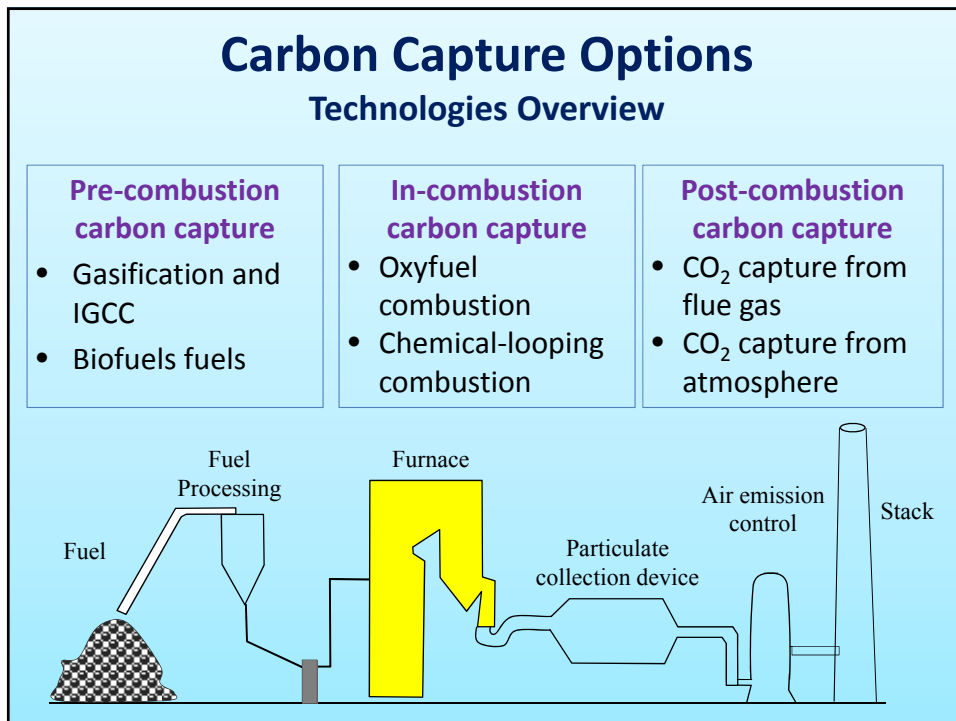 Carbon Capture Options
Technologies Overview
Pre-combustion
carbon capture
• Gasification and
IGCC
• Biofuels fuels
In-combustion
carbon capture
• Oxyfuel
combustion
• Chemical-looping
combustion
Post-combustion
carbon capture
• CO₂ capture from
flue gas
• CO₂ capture from
atmosphere
Fuel
Fuel
Processing
Furnace
Particulate
collection device
Air emission
control
Stack